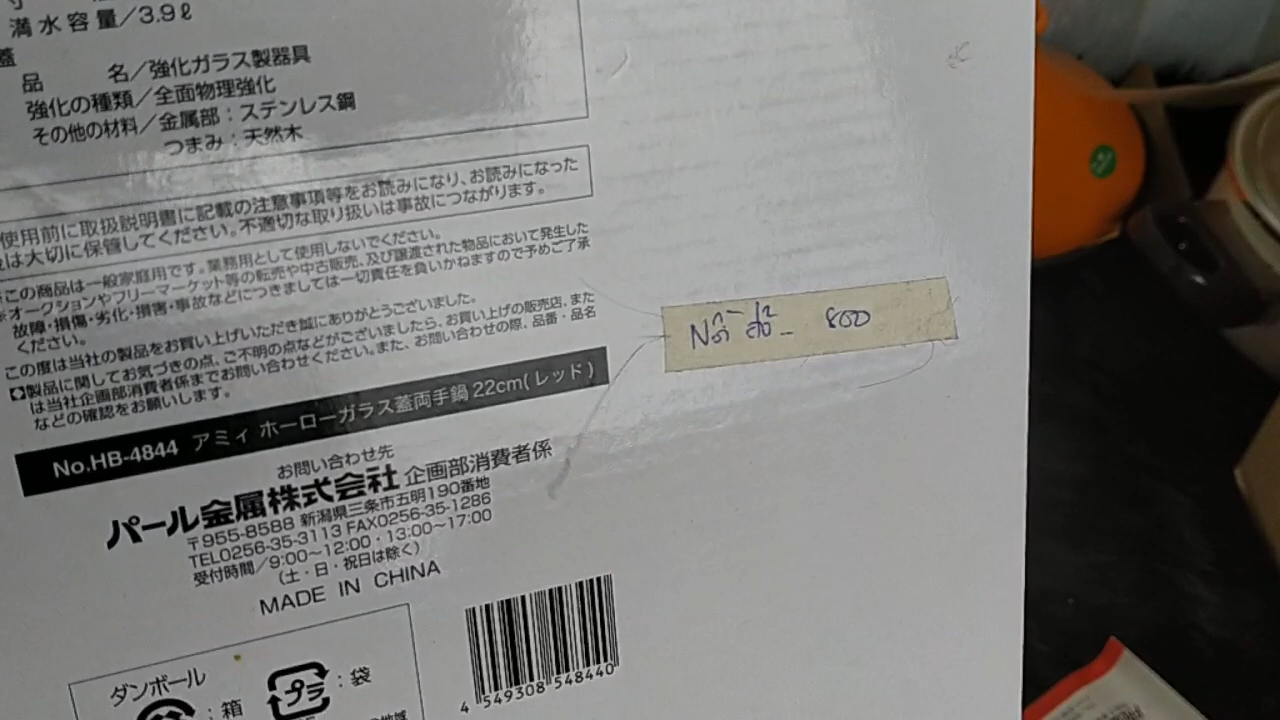 満水容量／3.9ℓ
蓋
品　　名／強化ガラス製器具
強化の種類／全面物理強化
その他の材料／金属部：ステンレス鋼
つまみ：天然木
使用前に取扱説明書に記載の注意事項等をお読みになり、お読みになった
は大切に保管してください。不適切な取り扱いは事故につながります。
この商品は一般家庭用です。業務用として使用しないでください。
※オークションやフリーマーケット等の転売や中古販売、及び譲渡された物品において発生した
故障・損傷・劣化・損害・事故などにつきましては一切責任を負いかねますので予めご了承
ください。
この度は当社の製品をお買い上げいただき誠にありがとうございました。
製品に関してお気づきの点、ご不明の点などがございましたら、お買い上げの販売店、また
は当社企画部消費者係までお問い合わせください。また、お問い合わせの際、品番・品名
などの確認をお願いします。
No.HB-4844 アミィ ホーローガラス蓋両手鍋 22cm(レッド)
お問い合わせ先
パール金属株式会社 企画部消費者係
〒955-8588 新潟県三条市五明190番地
TEL0256-35-3113 FAX0256-35-1286
受付時間／9:00～12:00・13:00～17:00
(土・日・祝日は除く)
MADE IN CHINA
800
ダンボール
：箱
プラ
：袋
4 549308 548440